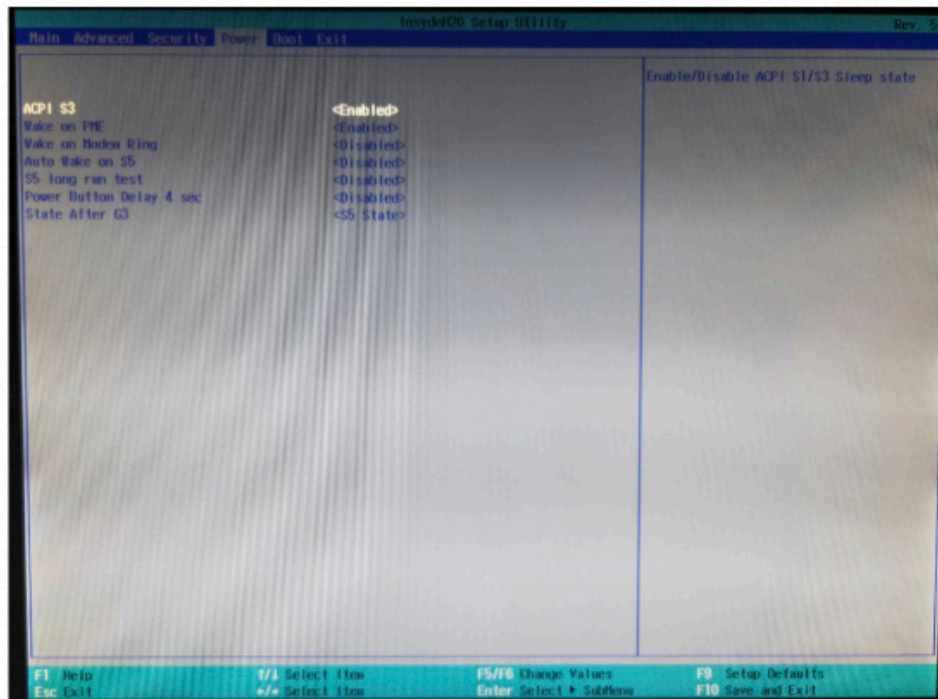 InsydeH20 Setup Utility Rev. 5
Main Advanced Security Power Boot Exit
Enable/Disable ACPI S1/S3 Sleep state
ACPI S3 <Enabled>
Wake on PME <Enabled>
Wake on Modem Ring <Disabled>
Auto Wake on S5 <Disabled>
S5 long run test <Disabled>
Power Button Delay 4 sec <Disabled>
State After G3 <S5 State>
F1 Help ↑/↓ Select Item F5/F6 Change Values F9 Setup Defaults
Esc Exit ←/→ Select Item Enter Select ▶ SubMenu F10 Save and Exit